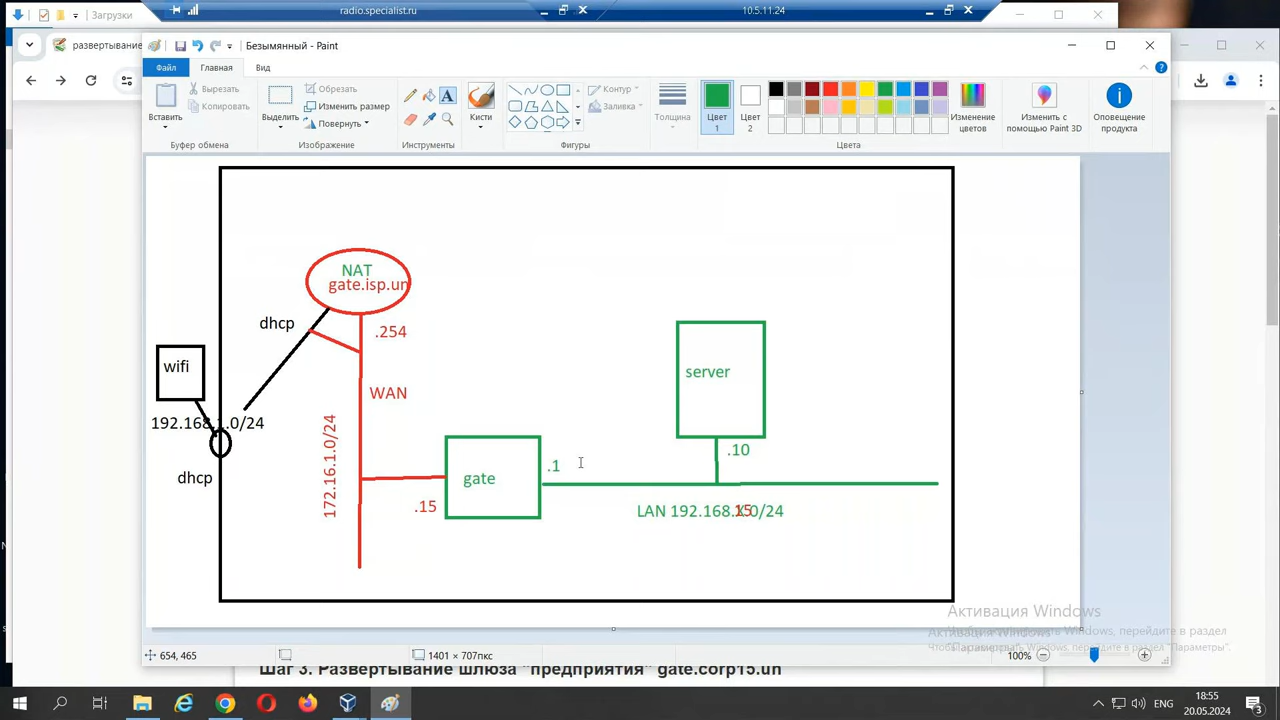 radio.specialist.ru
10.5.11.24
Загрузки
развертывание
Безымянный - Paint
Файл
Главная
Вид
Вставить
Вырезать
Копировать
Буфер обмена
Выделить
Обрезать
Изменить размер
Повернуть
Изображение
A
Инструменты
Кисти
Контур
Заливка
Фигуры
Толщина
Цвет 1
Цвет 2
Изменение цветов
Цвета
Изменить с помощью Paint 3D
Оповещение продукта
NAT
gate.isp.un
dhcp
.254
wifi
WAN
192.168.1.0/24
172.16.1.0/24
dhcp
server
.10
.1
gate
.15
LAN 192.168.X.0/24
15
Активация Windows
654, 465
1401 × 707пкс
100%
Шаг 3. Развертывание шлюза "предприятия" gate.corp15.un
ENG
18:55
20.05.2024
3